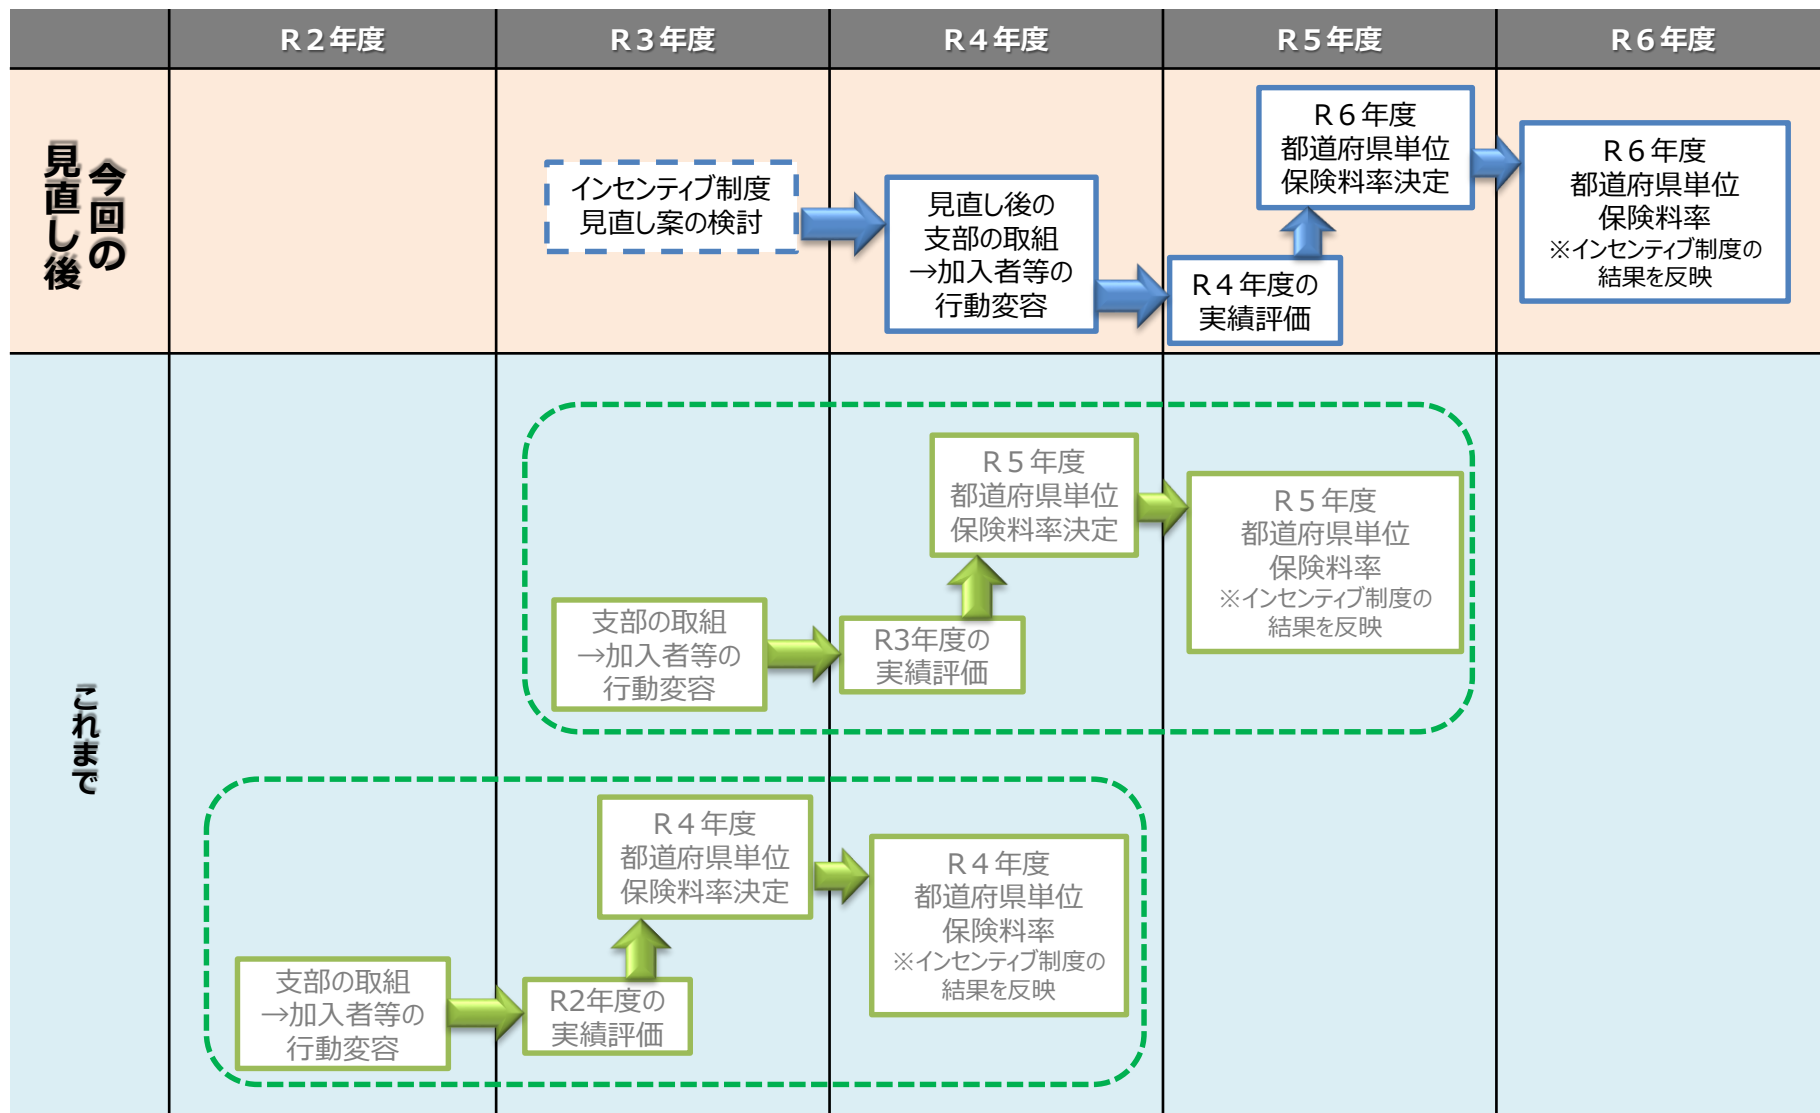 R２年度
R３年度
R４年度
R５年度
R６年度
今回の
見直し後
インセンティブ制度
見直し案の検討
見直し後の
支部の取組
→加入者等の
行動変容
R４年度の
実績評価
R６年度
都道府県単位
保険料率決定
R６年度
都道府県単位
保険料率
※インセンティブ制度の
結果を反映
これまで
支部の取組
→加入者等の
行動変容
R3年度の
実績評価
R５年度
都道府県単位
保険料率決定
R５年度
都道府県単位
保険料率
※インセンティブ制度の
結果を反映
支部の取組
→加入者等の
行動変容
R2年度の
実績評価
R４年度
都道府県単位
保険料率決定
R４年度
都道府県単位
保険料率
※インセンティブ制度の
結果を反映